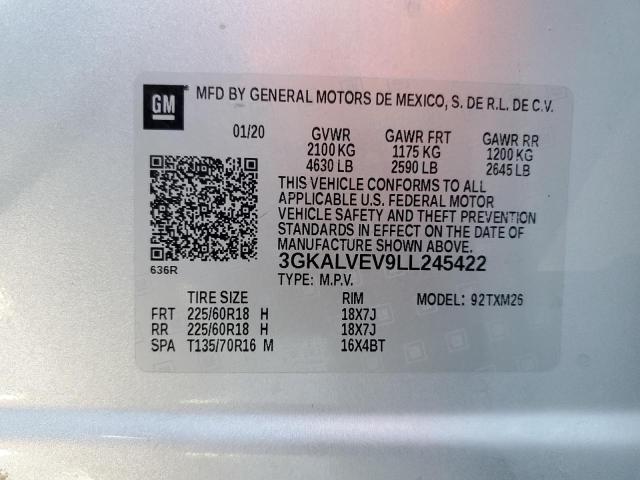 GM
MFD BY GENERAL MOTORS DE MEXICO, S. DE R.L. DE C.V.
01/20 GVWR GAWR FRT GAWR RR
2100 KG 1175 KG 1200 KG
4630 LB 2590 LB 2645 LB
THIS VEHICLE CONFORMS TO ALL
APPLICABLE U.S. FEDERAL MOTOR
VEHICLE SAFETY AND THEFT PREVENTION
STANDARDS IN EFFECT ON THE DATE OF
MANUFACTURE SHOWN ABOVE.
636R 3GKALVEV9LL245422
TYPE: M.P.V.
TIRE SIZE RIM MODEL: 92TXM26
FRT 225/60R18 H 18X7J
RR 225/60R18 H 18X7J
SPA T135/70R16 M 16X4BT